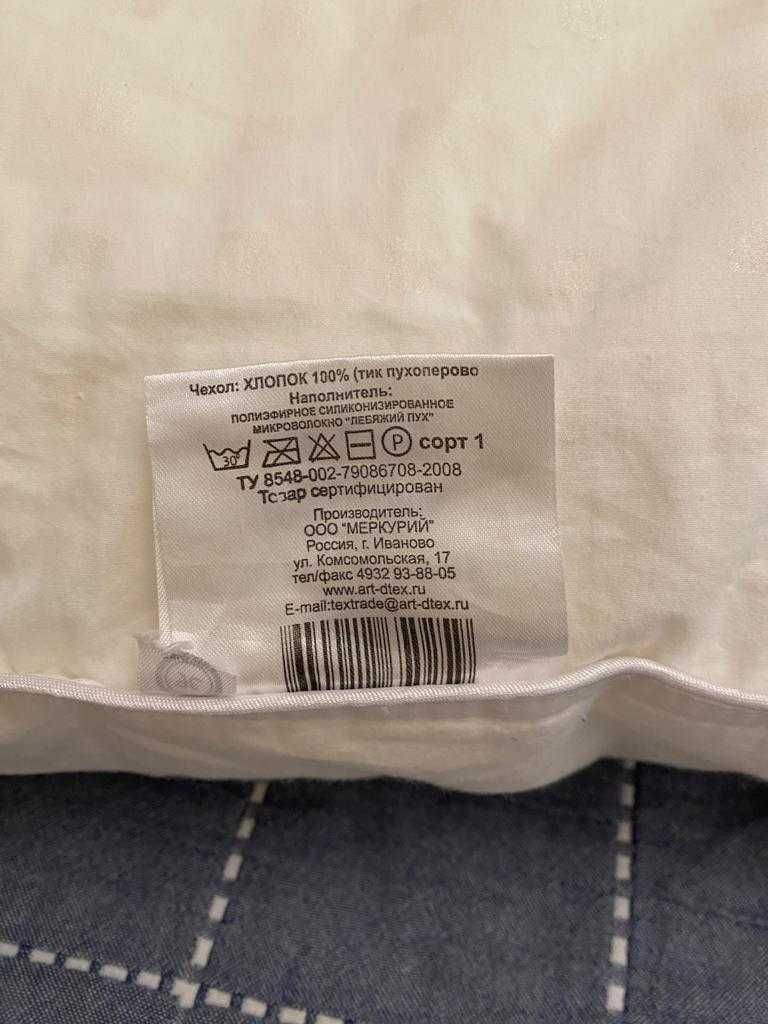 Чехол: ХЛОПОК 100% (тик пухоперово
Наполнитель:
ПОЛИЭФИРНОЕ СИЛИКОНИЗИРОВАННОЕ
МИКРОВОЛОКНО "ЛЕБЯЖИЙ ПУХ"
30° P сорт 1
ТУ 8548-002-79086708-2008
Товар сертифицирован
Производитель:
ООО "МЕРКУРИЙ"
Россия, г. Иваново
ул. Комсомольская, 17
тел/факс 4932 93-88-05
www.art-dtex.ru
E-mail:textrade@art-dtex.ru